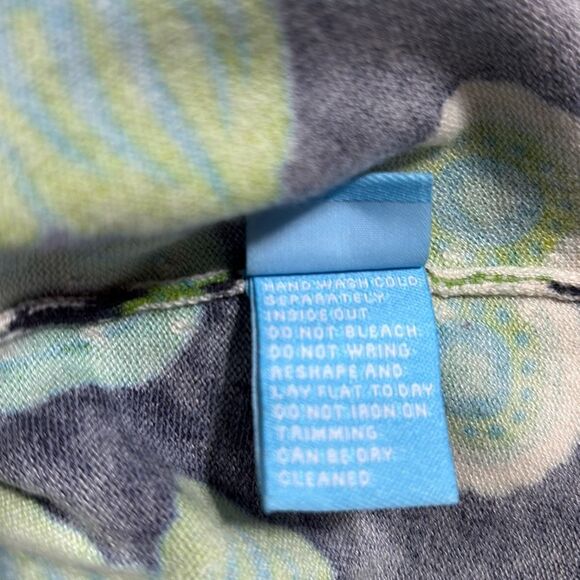 HAND WASH COLD
SEPARATELY
INSIDE OUT.
DO NOT BLEACH.
DO NOT WRING.
RESHAPE AND
LAY FLAT TO DRY.
DO NOT IRON ON
TRIMMING.
CAN BE DRY
CLEANED.